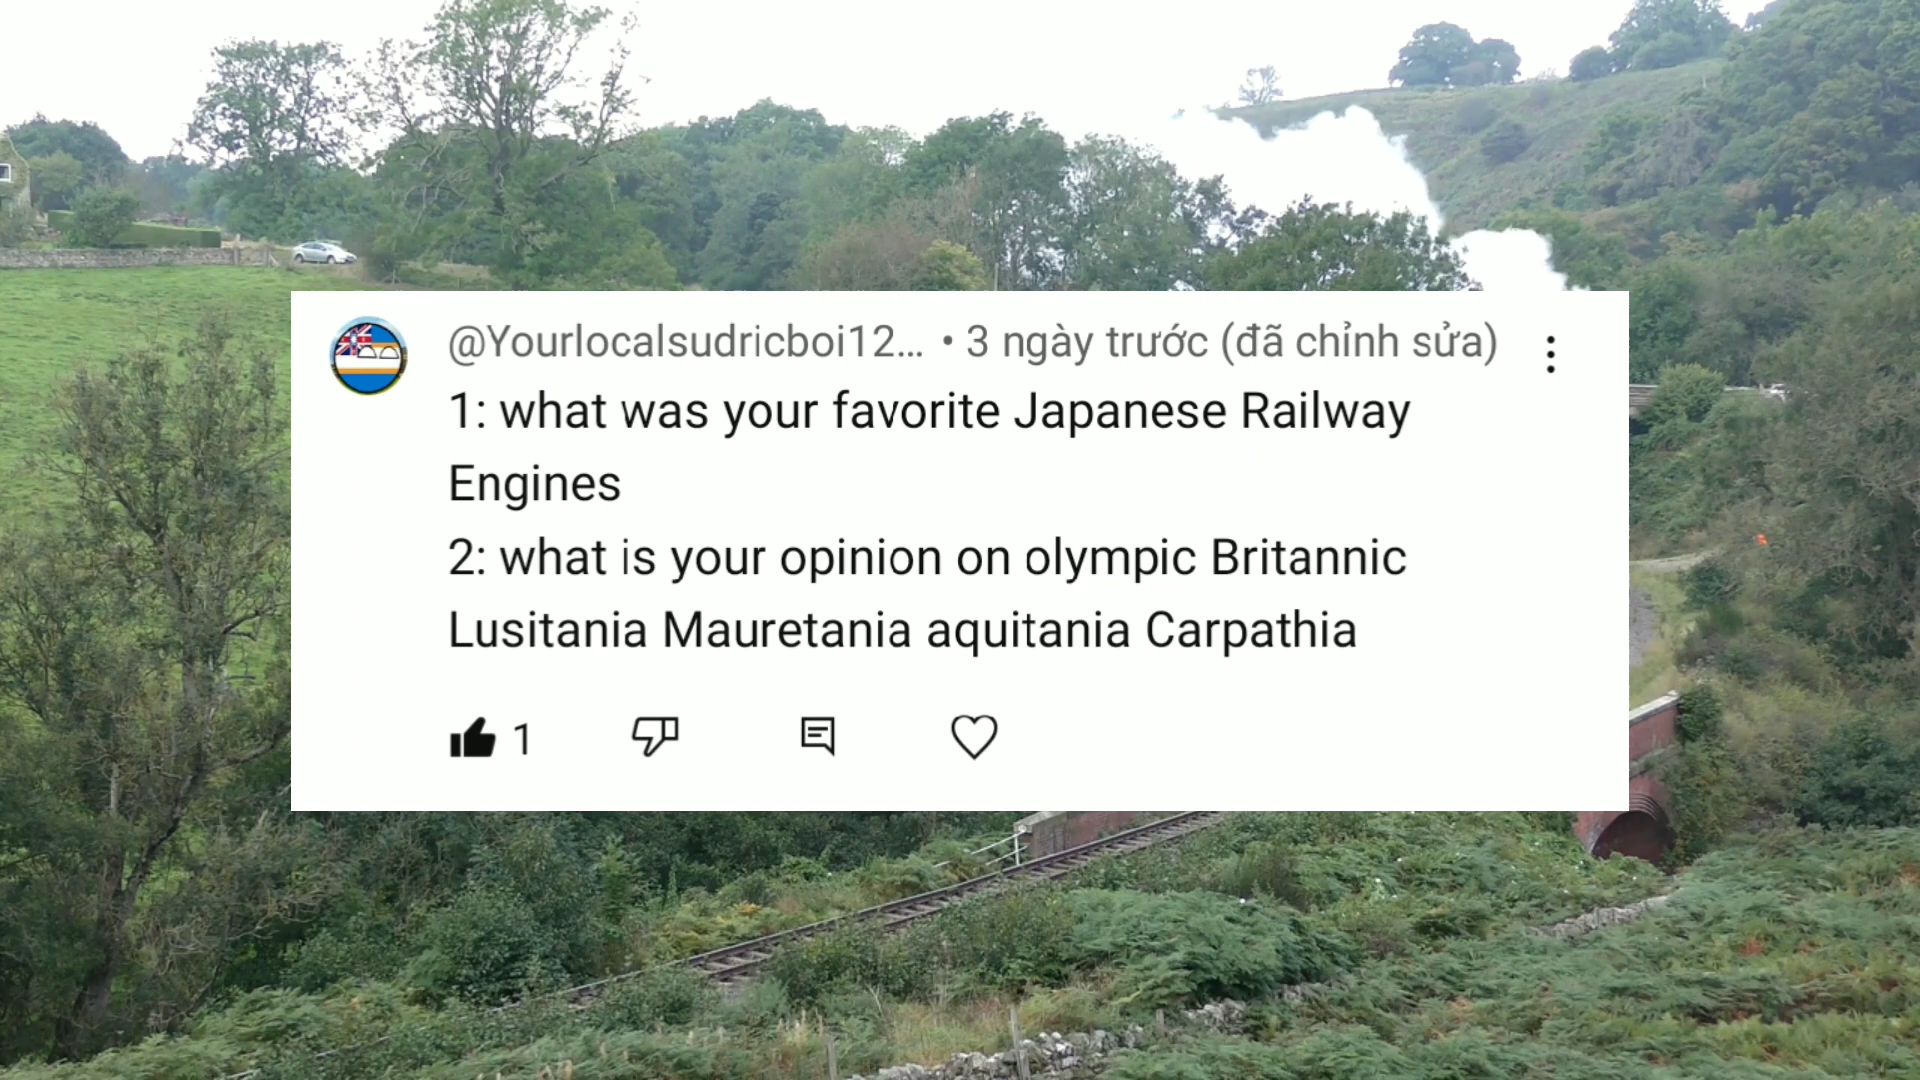 @Yourlocalsudricboi12... • 3 ngày trước (đã chỉnh sửa)
1: what was your favorite Japanese Railway
Engines
2: what is your opinion on olympic Britannic
Lusitania Mauretania aquitania Carpathia
1